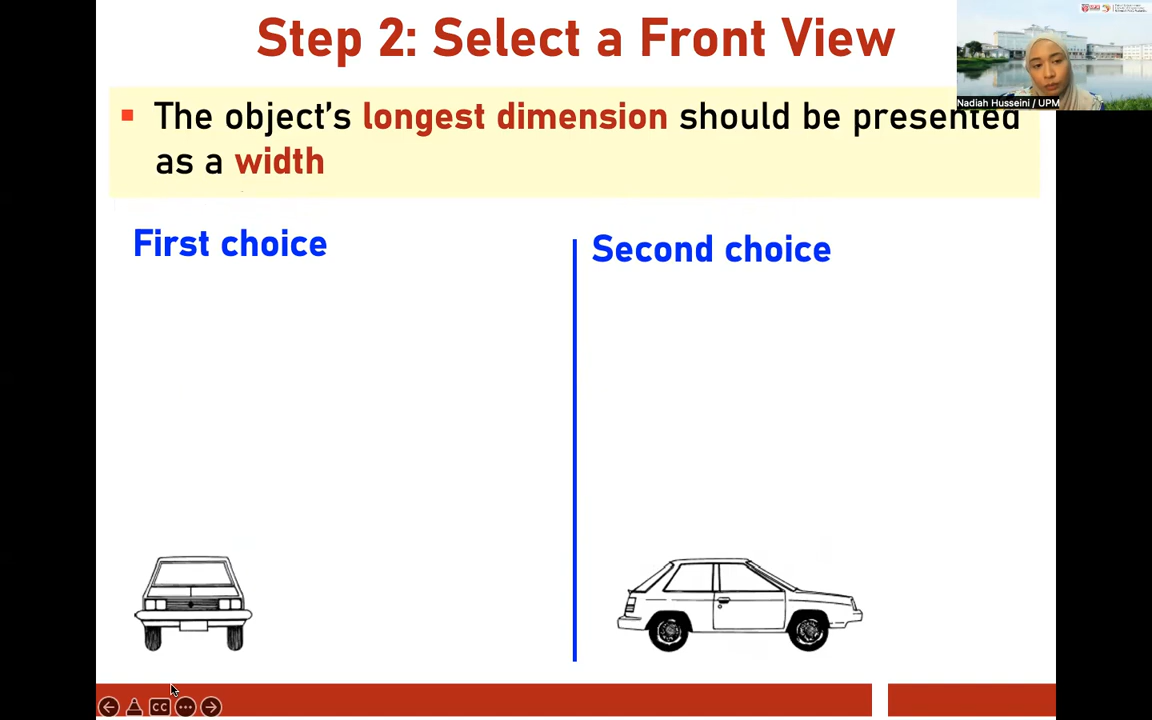 Step 2: Select a Front View
Nadiah Husseini / UPM
▪ The object's longest dimension should be presented
as a width
First choice
Second choice
CC